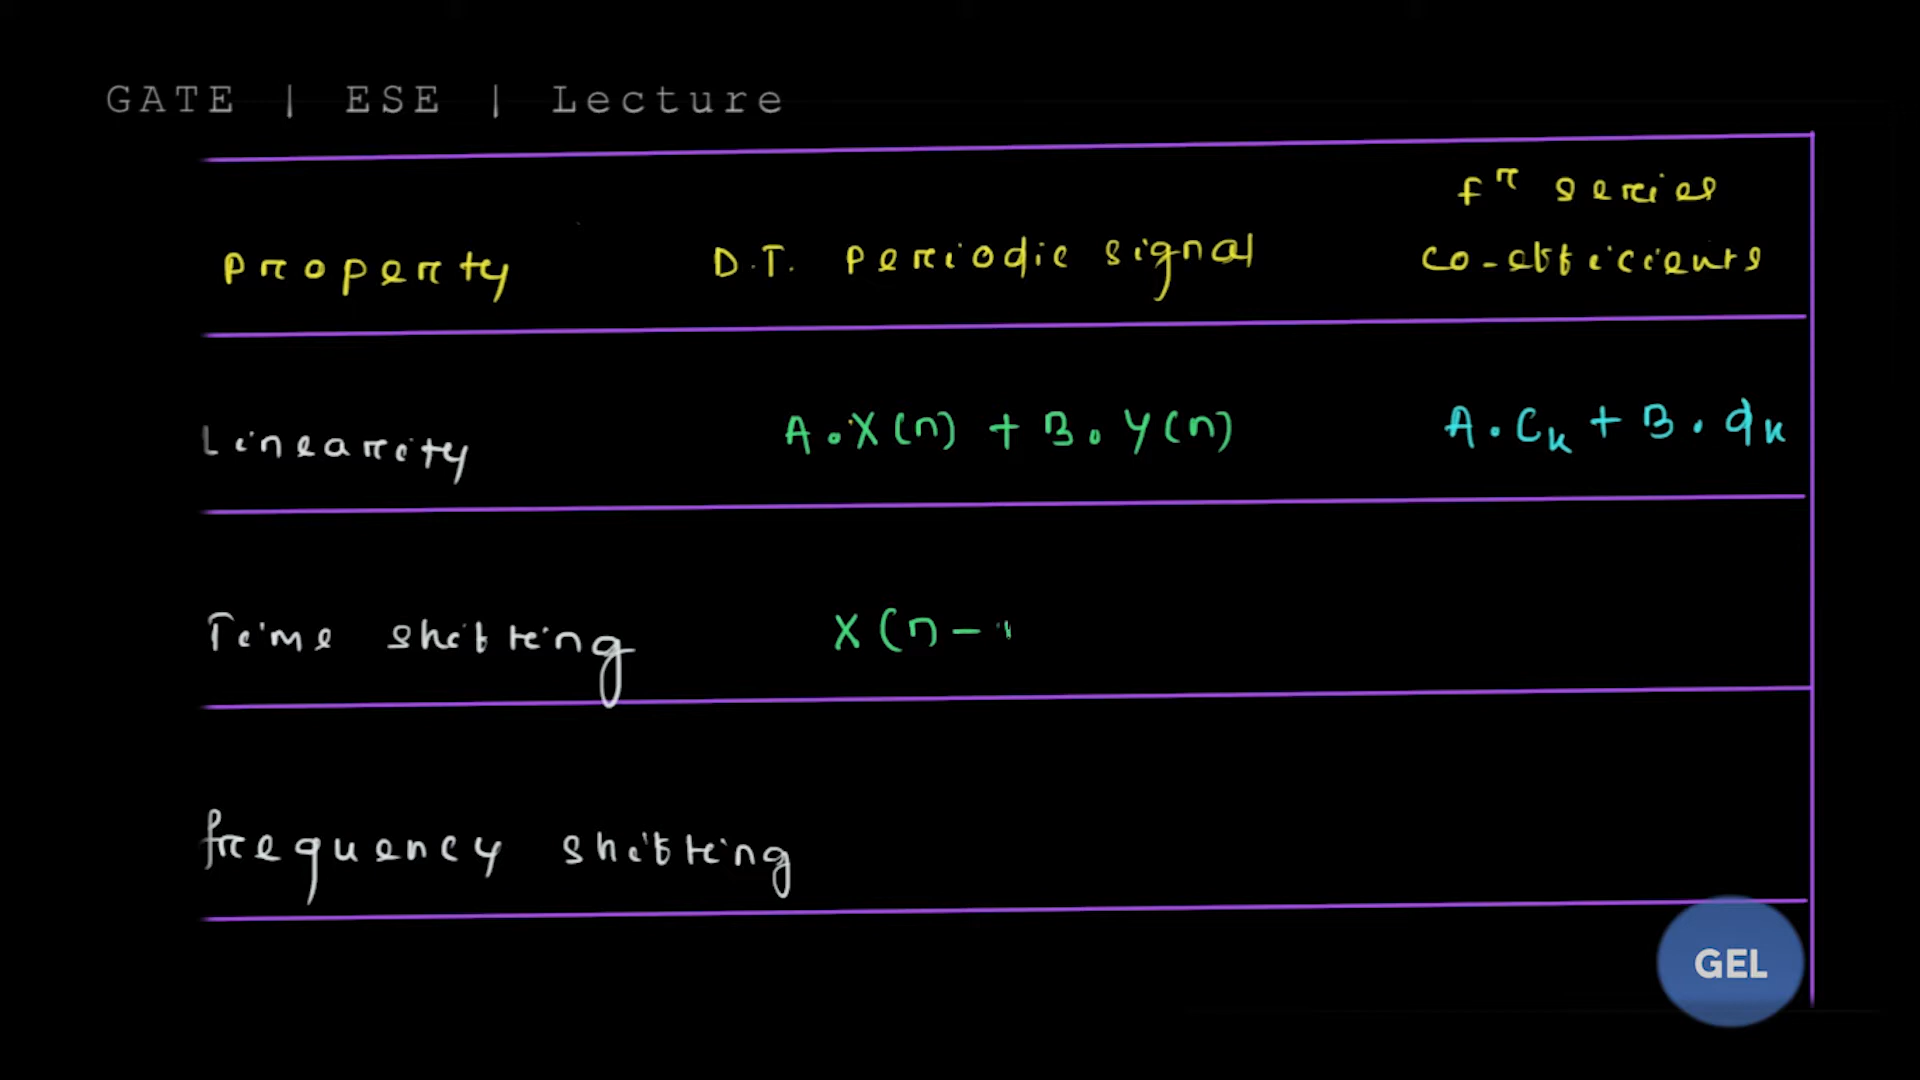 GATE | ESE | Lecture
Property D.T. Periodic signal fr series co-efficients
Linearity A.X(n) + B.Y(n) A.Ck + B.dk
Time shifting X(n-
frequency shifting
GEL